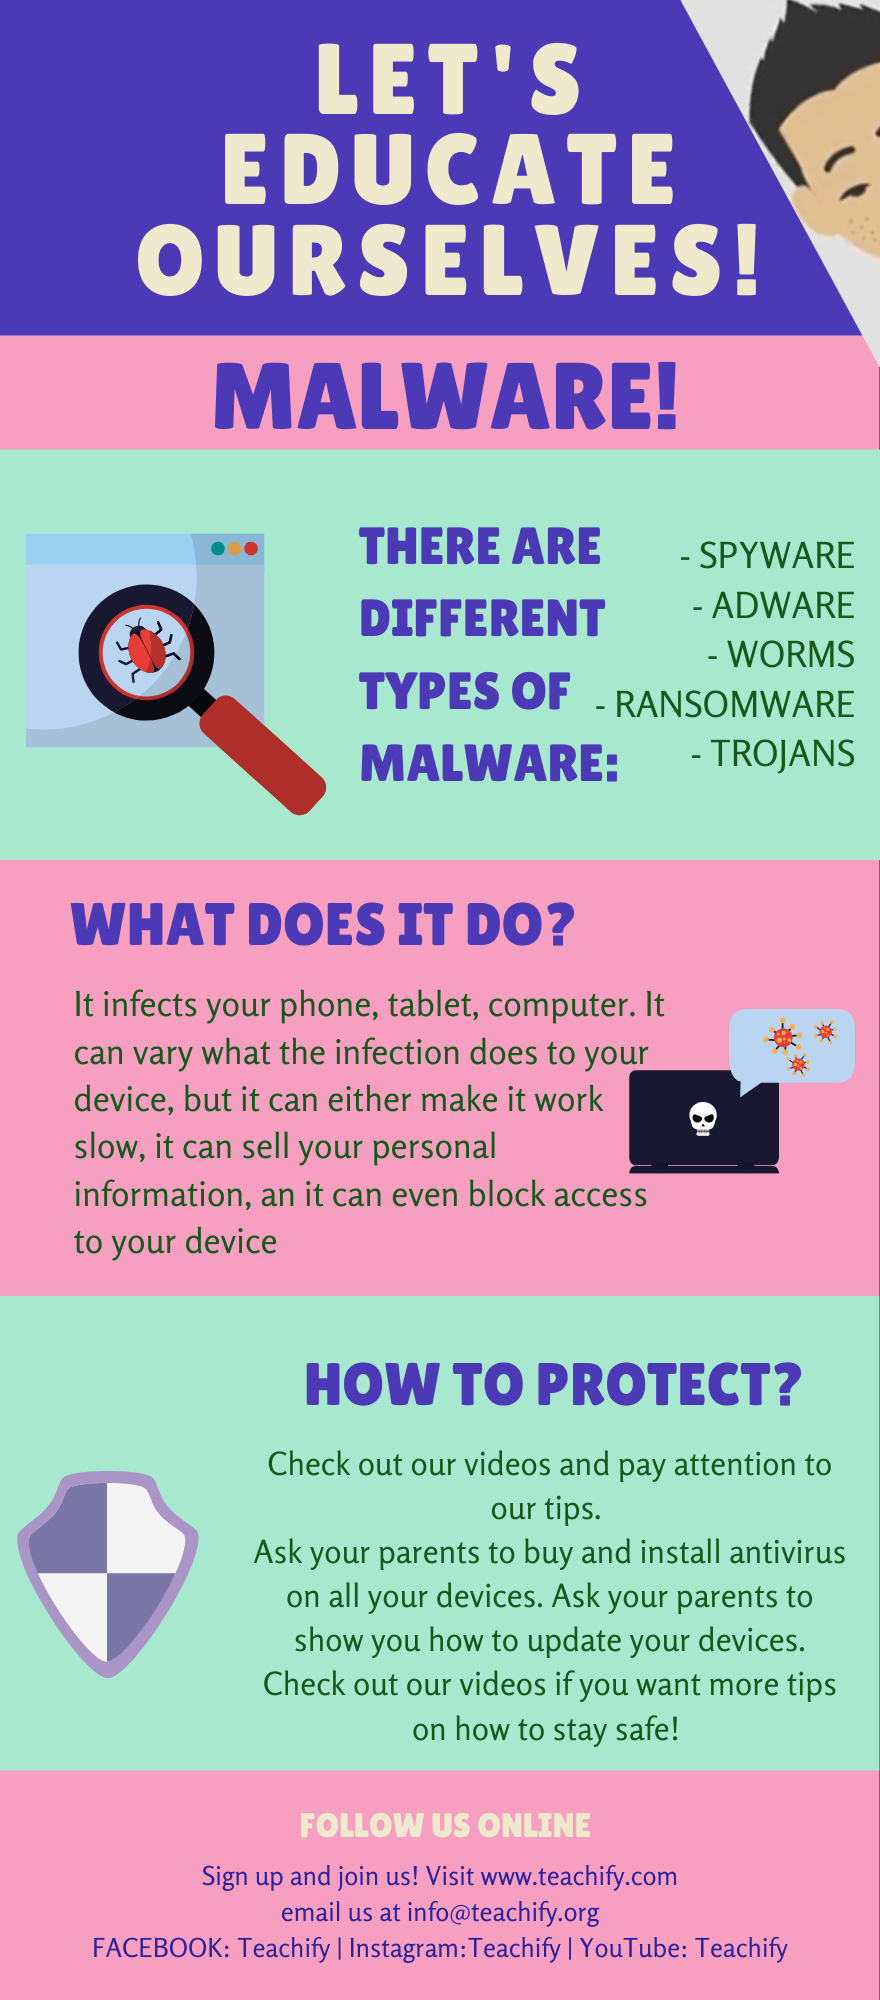 LET'S
EDUCATE
OURSELVES!
MALWARE!
THERE ARE
DIFFERENT
TYPES OF
MALWARE:
- SPYWARE
- ADWARE
- WORMS
- RANSOMWARE
- TROJANS
WHAT DOES IT DO?
It infects your phone, tablet, computer. It
can vary what the infection does to your
device, but it can either make it work
slow, it can sell your personal
information, an it can even block access
to your device
HOW TO PROTECT?
Check out our videos and pay attention to
our tips.
Ask your parents to buy and install antivirus
on all your devices. Ask your parents to
show you how to update your devices.
Check out our videos if you want more tips
on how to stay safe!
FOLLOW US ONLINE
Sign up and join us! Visit www.teachify.com
email us at info@teachify.org
FACEBOOK: Teachify | Instagram:Teachify | YouTube: Teachify